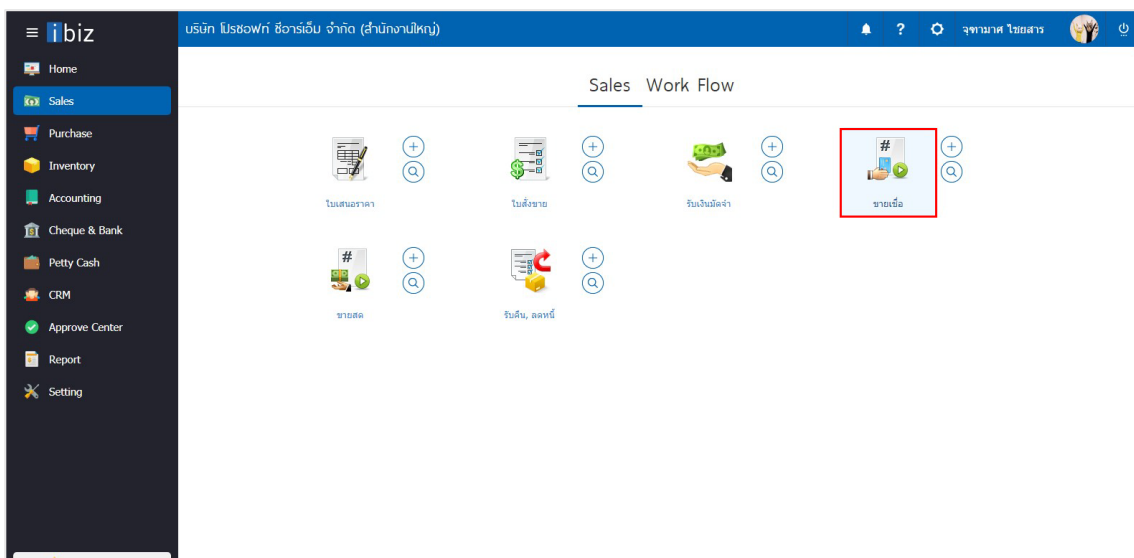 ibiz
บริษัท โปรซอฟท์ ซีอาร์เอ็ม จำกัด (สำนักงานใหญ่)
?
จุฑามาศ ไชยสาร
Home
Sales
Purchase
Inventory
Accounting
Cheque & Bank
Petty Cash
CRM
Approve Center
Report
Setting
Sales Work Flow
ใบเสนอราคา
ใบสั่งขาย
รับเงินมัดจำ
#
ขายเชื่อ
#
ขายสด
รับคืน, ลดหนี้